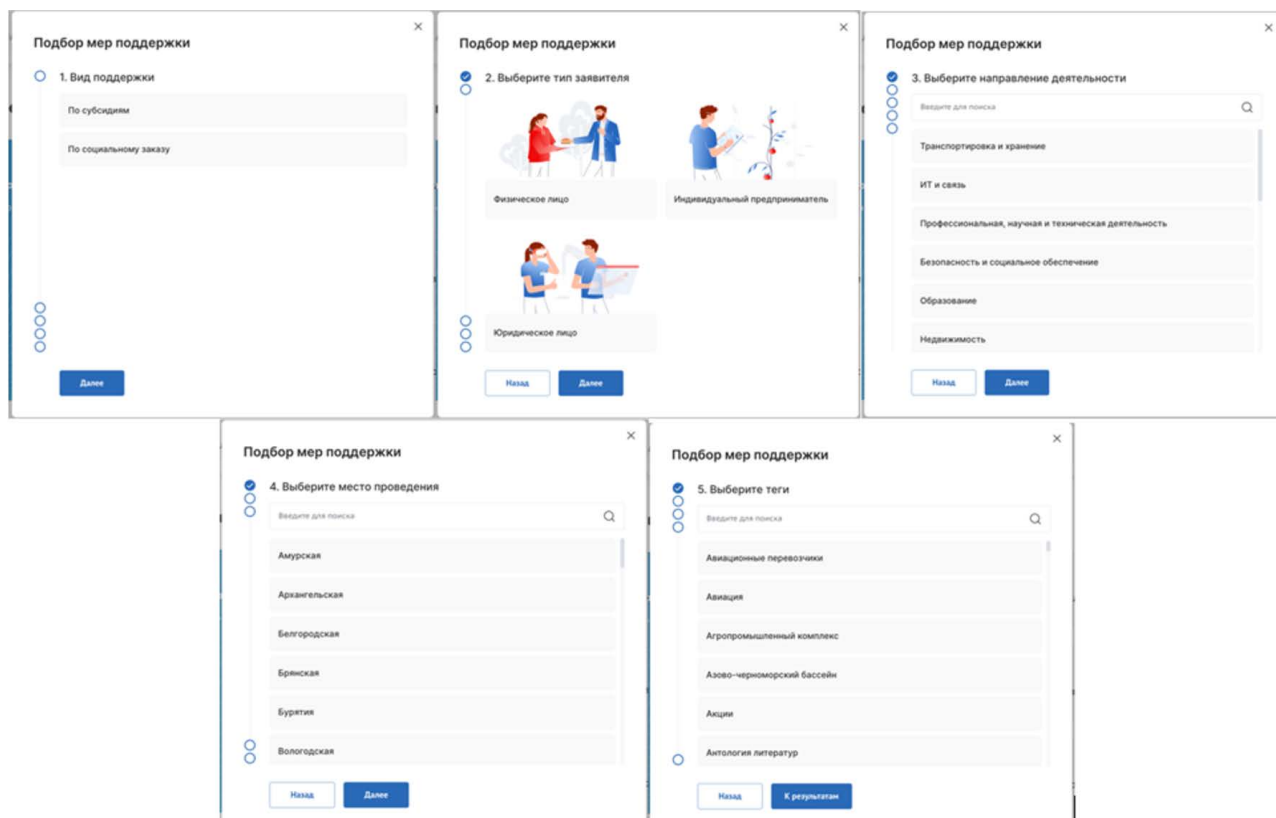 Подбор мер поддержки
1. Вид поддержки
По субсидиям
По социальному заказу
Далее
Подбор мер поддержки
2. Выберите тип заявителя
Физическое лицо
Индивидуальный предприниматель
Юридическое лицо
Назад
Далее
Подбор мер поддержки
3. Выберите направление деятельности
Введите для поиска
Транспортировка и хранение
ИТ и связь
Профессиональная, научная и техническая деятельность
Безопасность и социальное обеспечение
Образование
Недвижимость
Назад
Далее
Подбор мер поддержки
4. Выберите место проведения
Введите для поиска
Амурская
Архангельская
Белгородская
Брянская
Бурятия
Вологодская
Назад
Далее
Подбор мер поддержки
5. Выберите теги
Введите для поиска
Авиационные перевозчики
Авиация
Агропромышленный комплекс
Азово-черноморский бассейн
Акции
Антология литератур
Назад
К результатам